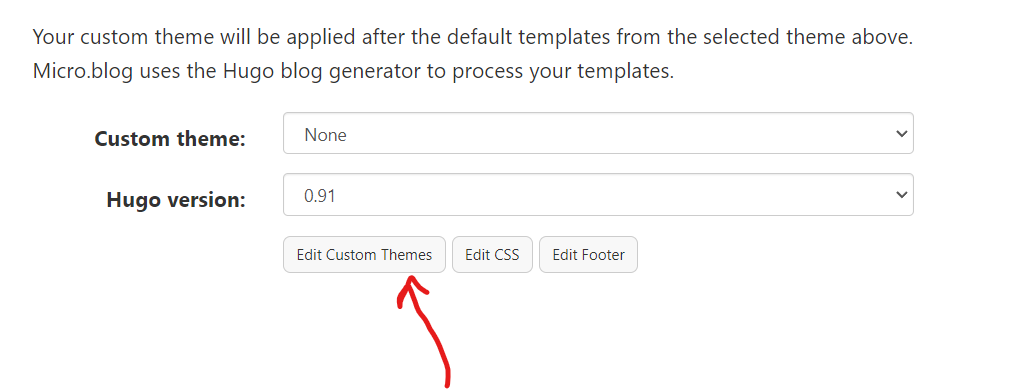 Your custom theme will be applied after the default templates from the selected theme above.
Micro.blog uses the Hugo blog generator to process your templates.
Custom theme: None
Hugo version: 0.91
Edit Custom Themes Edit CSS Edit Footer